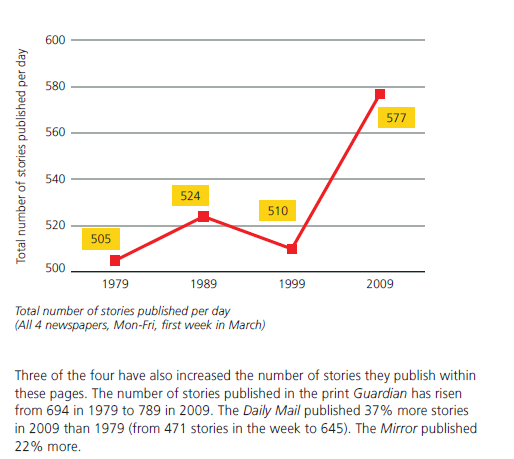 Total number of stories published per day
600
580
560
540
520
500
505
524
510
577
1979 1989 1999 2009
Total number of stories published per day
(All 4 newspapers, Mon-Fri, first week in March)
Three of the four have also increased the number of stories they publish within
these pages. The number of stories published in the print Guardian has risen
from 694 in 1979 to 789 in 2009. The Daily Mail published 37% more stories
in 2009 than 1979 (from 471 stories in the week to 645). The Mirror published
22% more.